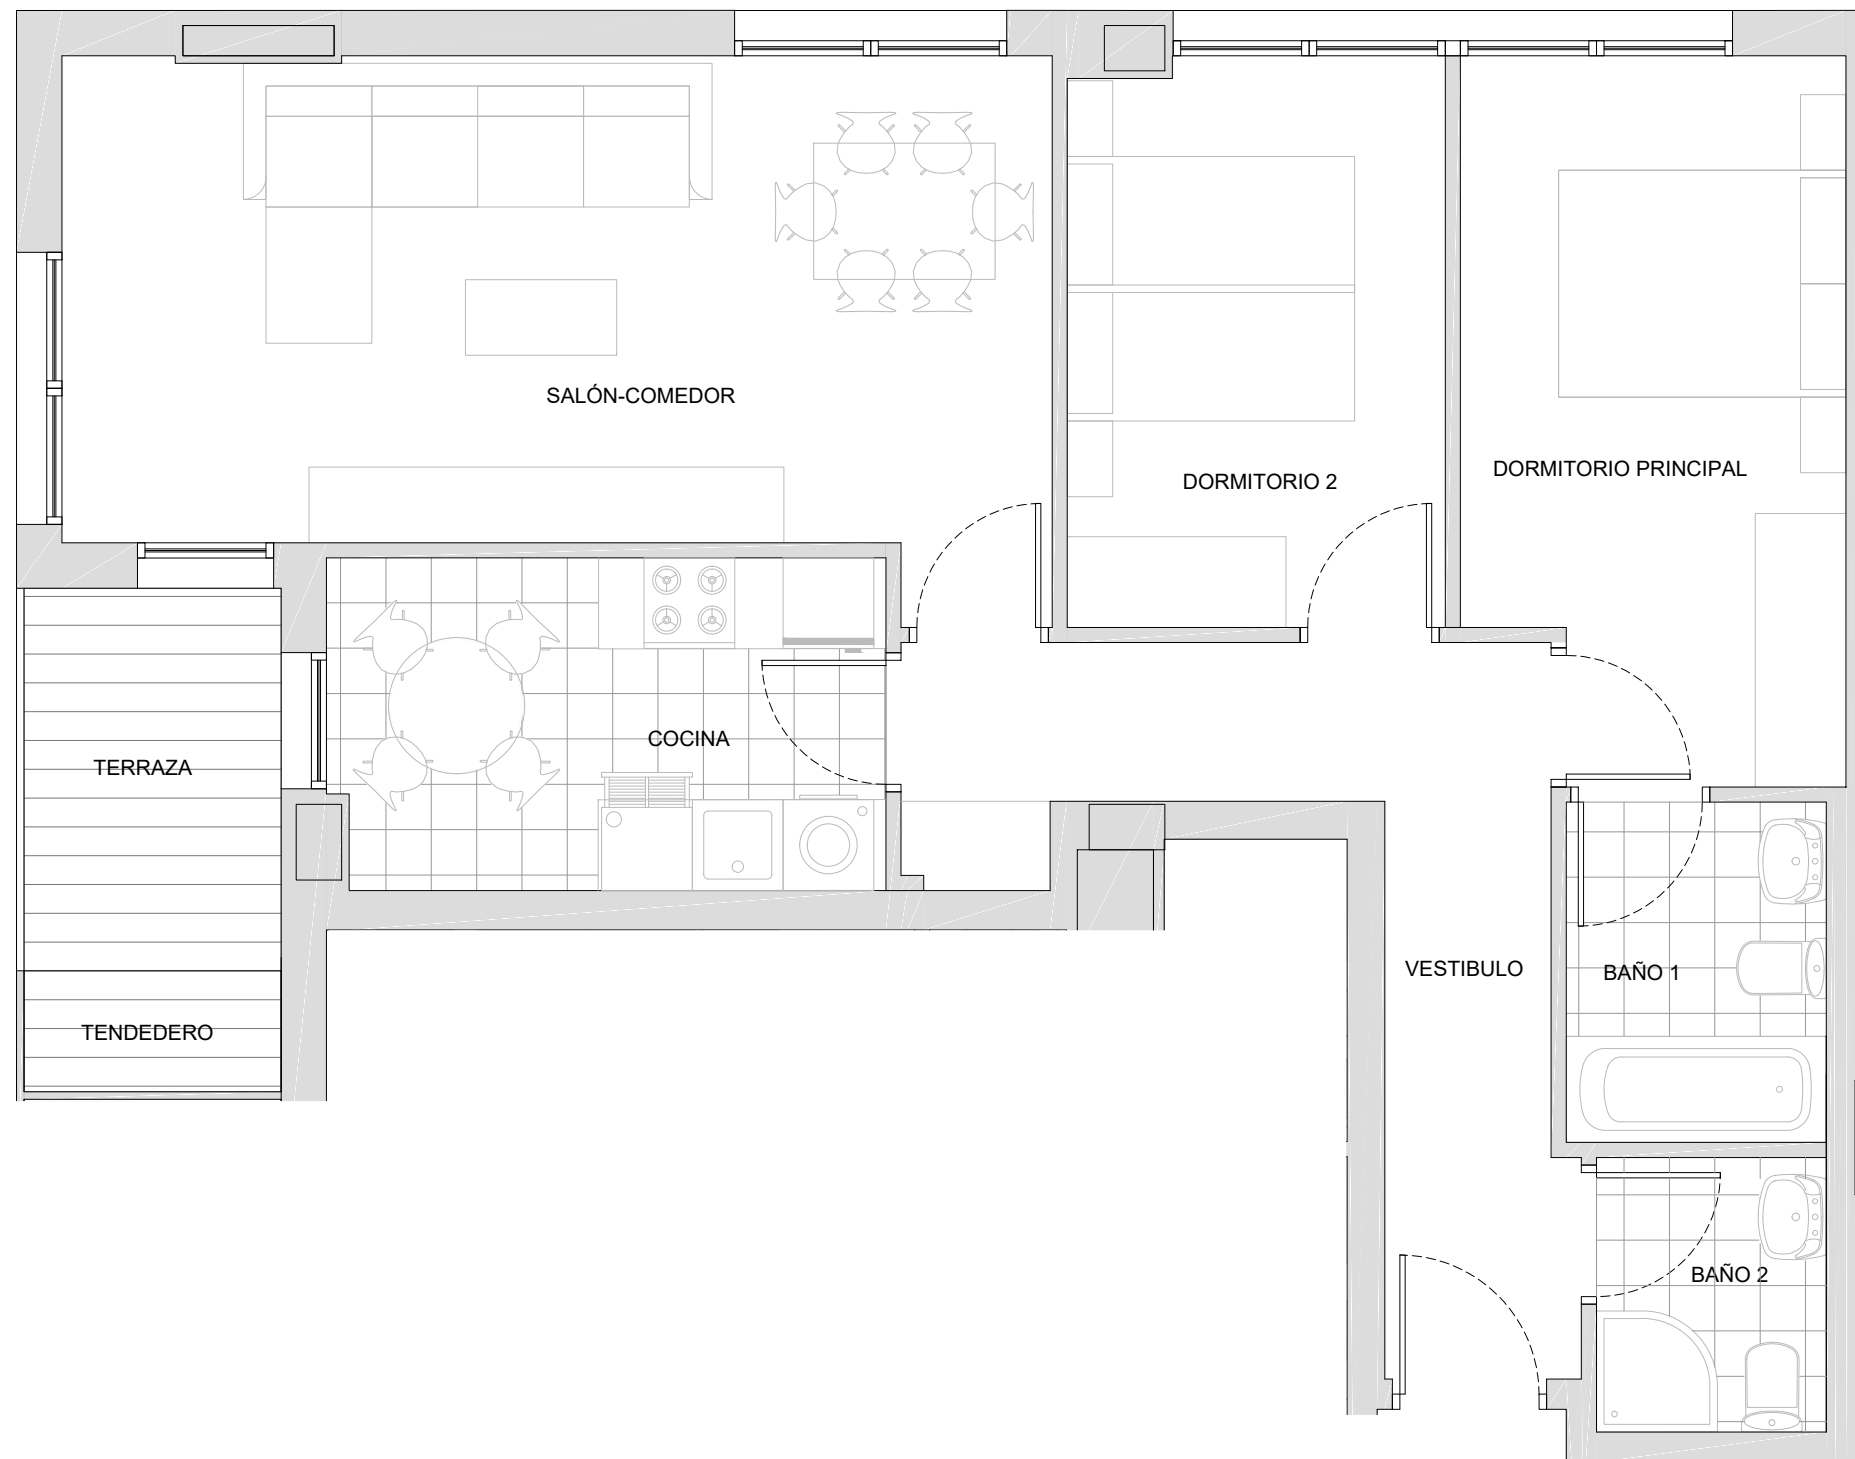 SALÓN-COMEDOR
DORMITORIO 2
DORMITORIO PRINCIPAL
COCINA
TERRAZA
VESTIBULO
BAÑO 1
TENDEDERO
BAÑO 2